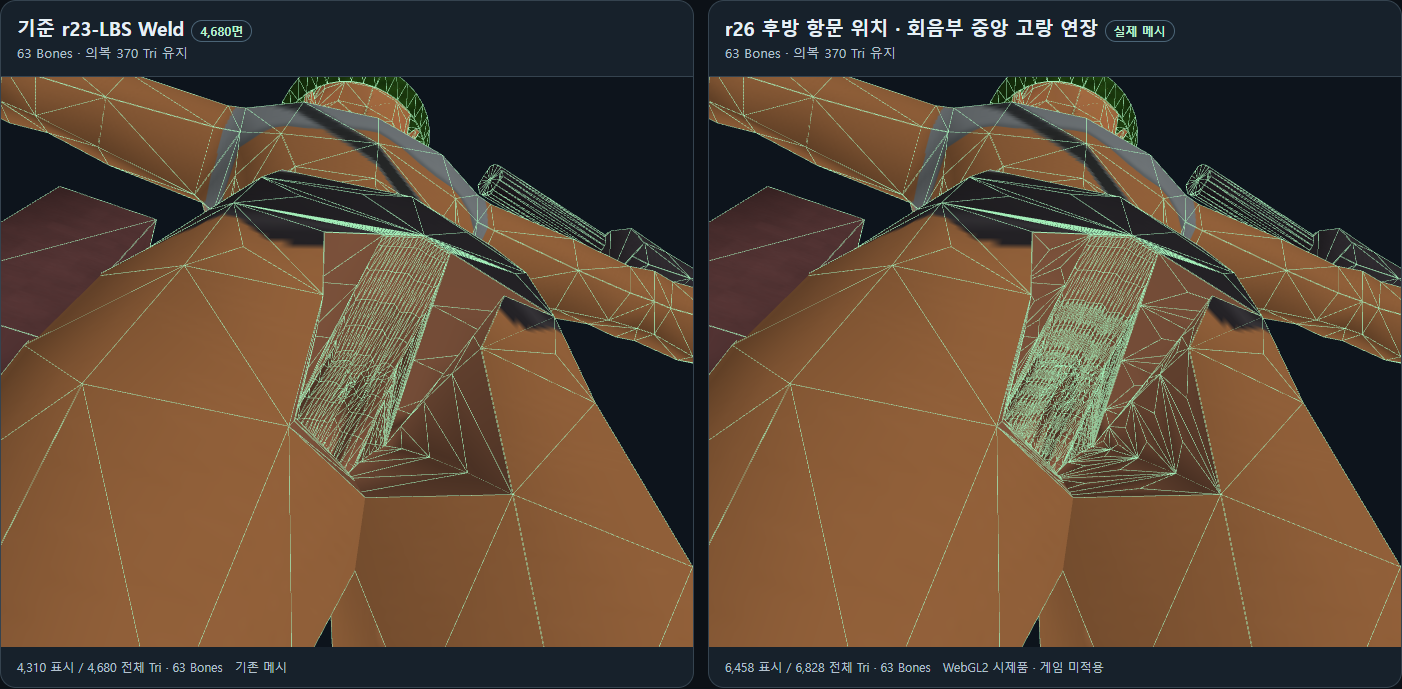 기준 r23-LBS Weld 4,680면
63 Bones · 의복 370 Tri 유지
4,310 표시 / 4,680 전체 Tri · 63 Bones 기존 메시
r26 후방 항문 위치 · 회음부 중앙 고랑 연장 실제 메시
63 Bones · 의복 370 Tri 유지
6,458 표시 / 6,828 전체 Tri · 63 Bones WebGL2 시제품 · 게임 미적용